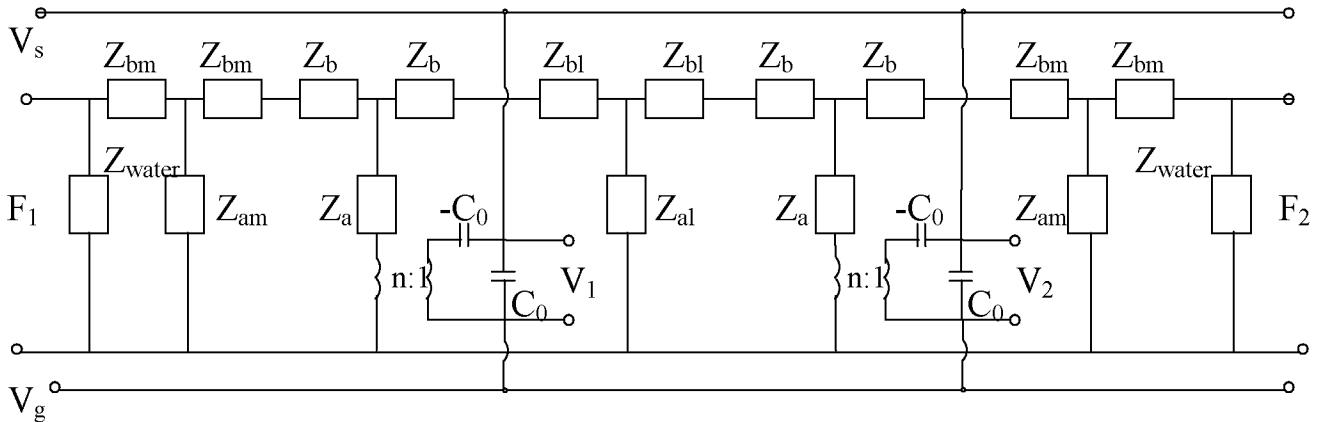 Vs
Zbm Zbm Zb Zb Zbl Zbl Zb Zb Zbm Zbm
Zwater Zwater
F1 Zam Za -C0 Zal Za -C0 Zam F2
n:1 V1 n:1 V2
C0 C0
Vg